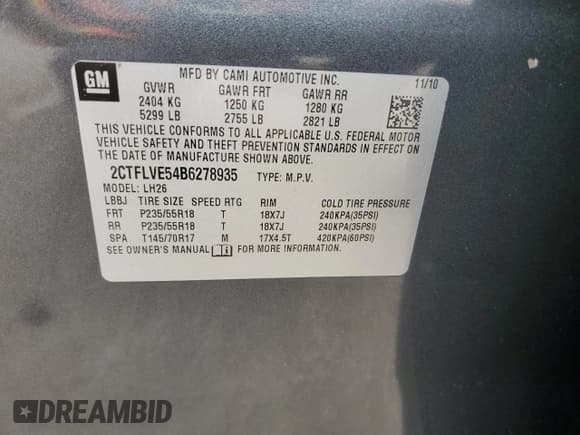 GM
MFD BY CAMI AUTOMOTIVE INC. 11/10
GVWR GAWR FRT GAWR RR
2404 KG 1250 KG 1280 KG
5299 LB 2755 LB 2821 LB
THIS VEHICLE CONFORMS TO ALL APPLICABLE U.S. FEDERAL MOTOR
VEHICLE SAFETY AND THEFT PREVENTION STANDARDS IN EFFECT ON
THE DATE OF MANUFACTURE SHOWN ABOVE.
2CTFLVE54B6278935 TYPE: M.P.V.
MODEL: LH26
LBBJ TIRE SIZE SPEED RTG RIM COLD TIRE PRESSURE
FRT P235/55R18 T 18X7J 240KPA(35PSI)
RR P235/55R18 T 18X7J 240KPA(35PSI)
SPA T145/70R17 M 17X4.5T 420KPA(60PSI)
SEE OWNER'S MANUAL FOR MORE INFORMATION.
DREAMBID